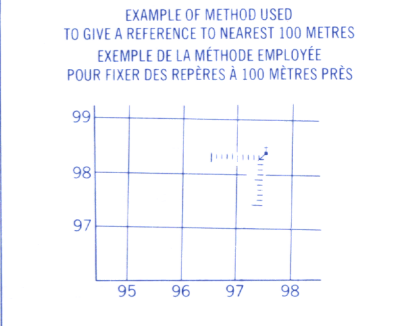 EXAMPLE OF METHOD USED
TO GIVE A REFERENCE TO NEAREST 100 METRES
EXEMPLE DE LA MÉTHODE EMPLOYÉE
POUR FIXER DES REPÈRES À 100 MÈTRES PRÈS
99
98
97
95 96 97 98